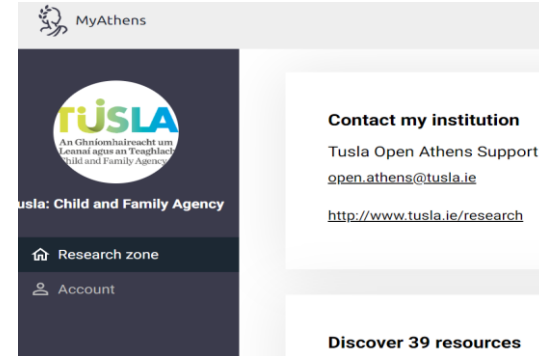 MyAthens
TUSLA
An Ghníomhaireacht um
Leanaí agus an Teaghlach
Child and Family Agency
usla: Child and Family Agency
Research zone
Account
Contact my institution
Tusla Open Athens Support
open.athens@tusla.ie
http://www.tusla.ie/research
Discover 39 resources